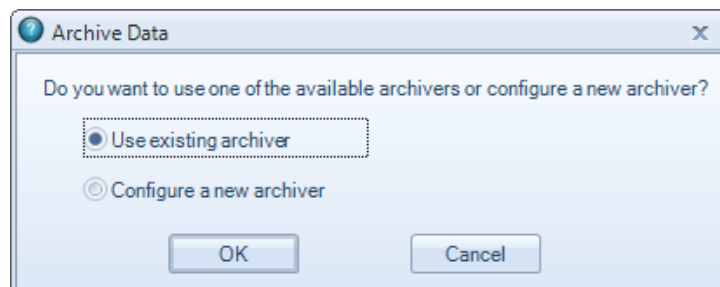 Archive Data
Do you want to use one of the available archivers or configure a new archiver?
Use existing archiver
Configure a new archiver
OK Cancel